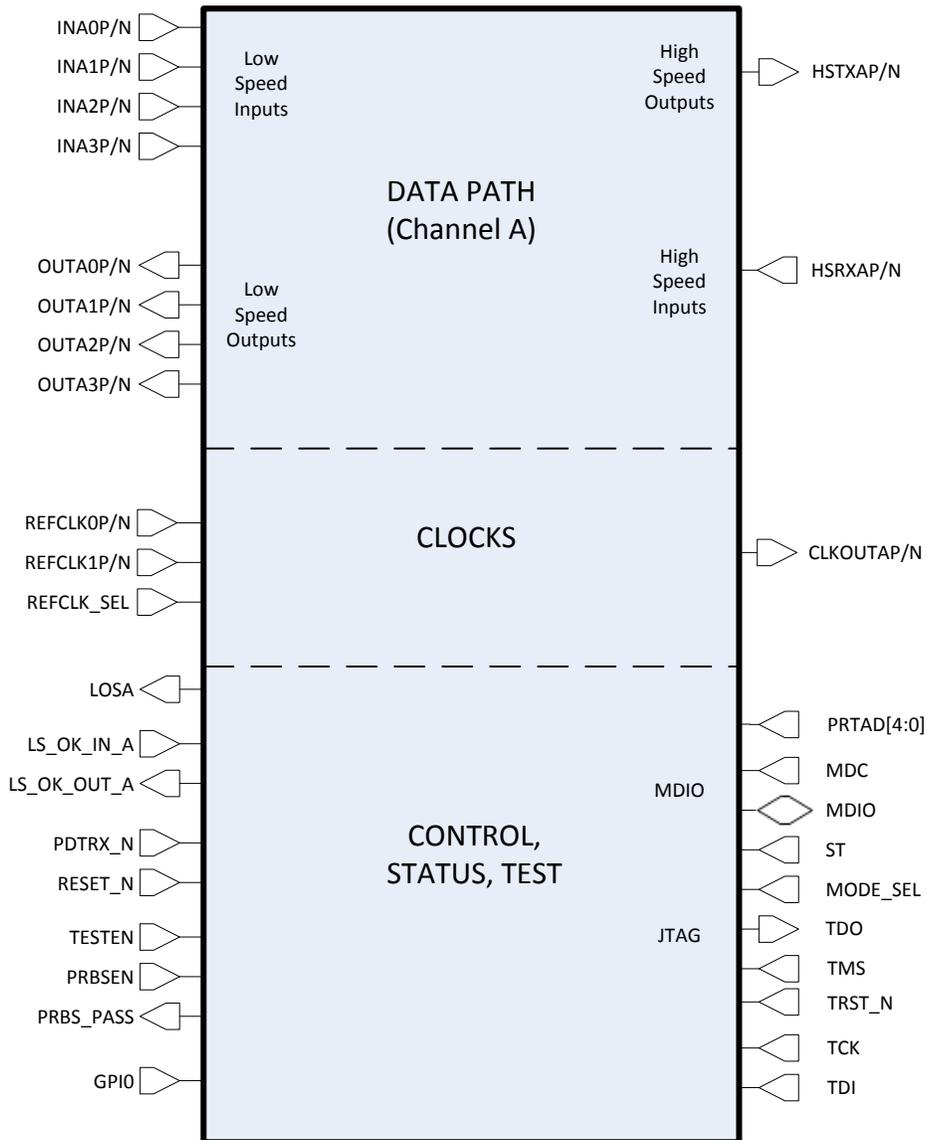 INA0P/N
INA1P/N
INA2P/N
INA3P/N
Low
Speed
Inputs
High
Speed
Outputs
HSTXAP/N
DATA PATH
(Channel A)
OUTA0P/N
OUTA1P/N
OUTA2P/N
OUTA3P/N
Low
Speed
Outputs
High
Speed
Inputs
HSRXAP/N
REFCLK0P/N
REFCLK1P/N
REFCLK_SEL
CLOCKS
CLKOUTAP/N
LOSA
LS_OK_IN_A
LS_OK_OUT_A
PDTRX_N
RESET_N
TESTEN
PRBSEN
PRBS_PASS
GPI0
CONTROL,
STATUS, TEST
MDIO
JTAG
PRTAD[4:0]
MDC
MDIO
ST
MODE_SEL
TDO
TMS
TRST_N
TCK
TDI